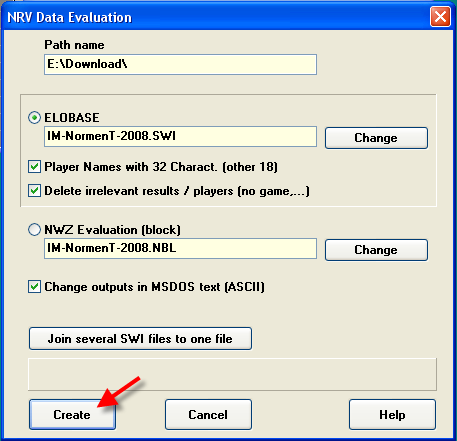 NRV Data Evaluation
Path name
E:\Download\
ELOBASE
IM-NormenT-2008.SWI
Change
Player Names with 32 Charact. (other 18)
Delete irrelevant results / players (no game,...)
NWZ Evaluation (block)
IM-NormenT-2008.NBL
Change
Change outputs in MSDOS text (ASCII)
Join several SWI files to one file
Create
Cancel
Help